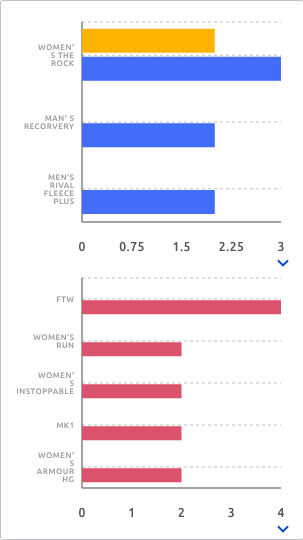 WOMEN'
S THE
ROCK
MAN' S
RECOVERY
MEN'S
RIVAL
FLEECE
PLUS
0 0.75 1.5 2.25 3
FTW
WOMEN'S
RUN
WOMEN'
S
INSTOPPABLE
MK1
WOMEN'
S
ARMOUR
HG
0 1 2 3 4